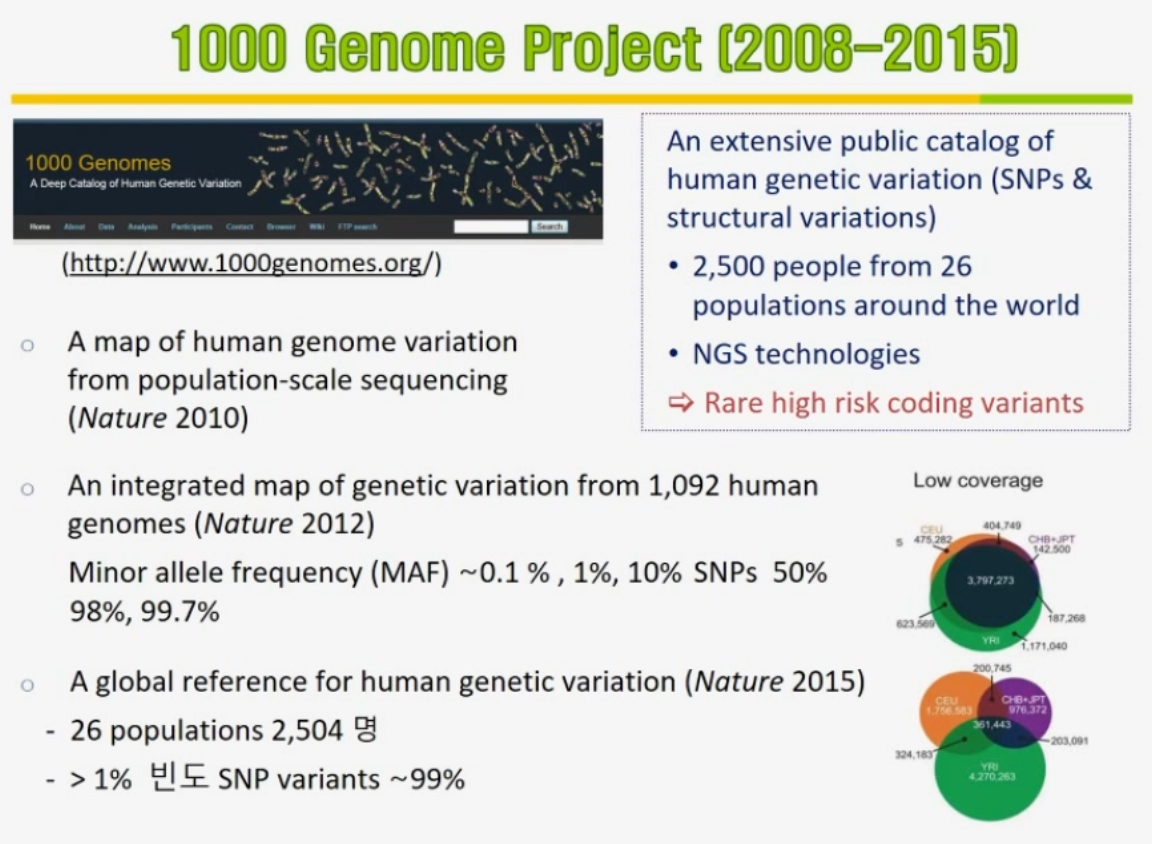 1000 Genome Project (2008-2015)
1000 Genomes
A Deep Catalog of Human Genetic Variation
Home About Data Analysis Participants Contact Browser Wiki FTP search Search
(http://www.1000genomes.org/)
An extensive public catalog of
human genetic variation (SNPs &
structural variations)
• 2,500 people from 26
populations around the world
• NGS technologies
⇨ Rare high risk coding variants
○ A map of human genome variation
from population-scale sequencing
(Nature 2010)
○ An integrated map of genetic variation from 1,092 human
genomes (Nature 2012)
Minor allele frequency (MAF) ~0.1 % , 1%, 10% SNPs 50%
98%, 99.7%
○ A global reference for human genetic variation (Nature 2015)
- 26 populations 2,504 명
- > 1% 빈도 SNP variants ~99%
Low coverage
CEU
S 475,282
404,749
CHB+JPT
142,500
3,797,273
623,569
187,268
YRI
1,171,040
200,745
CEU
1,756,583
CHB+JPT
976,372
361,443
324,183
203,091
YRI
4,270,263